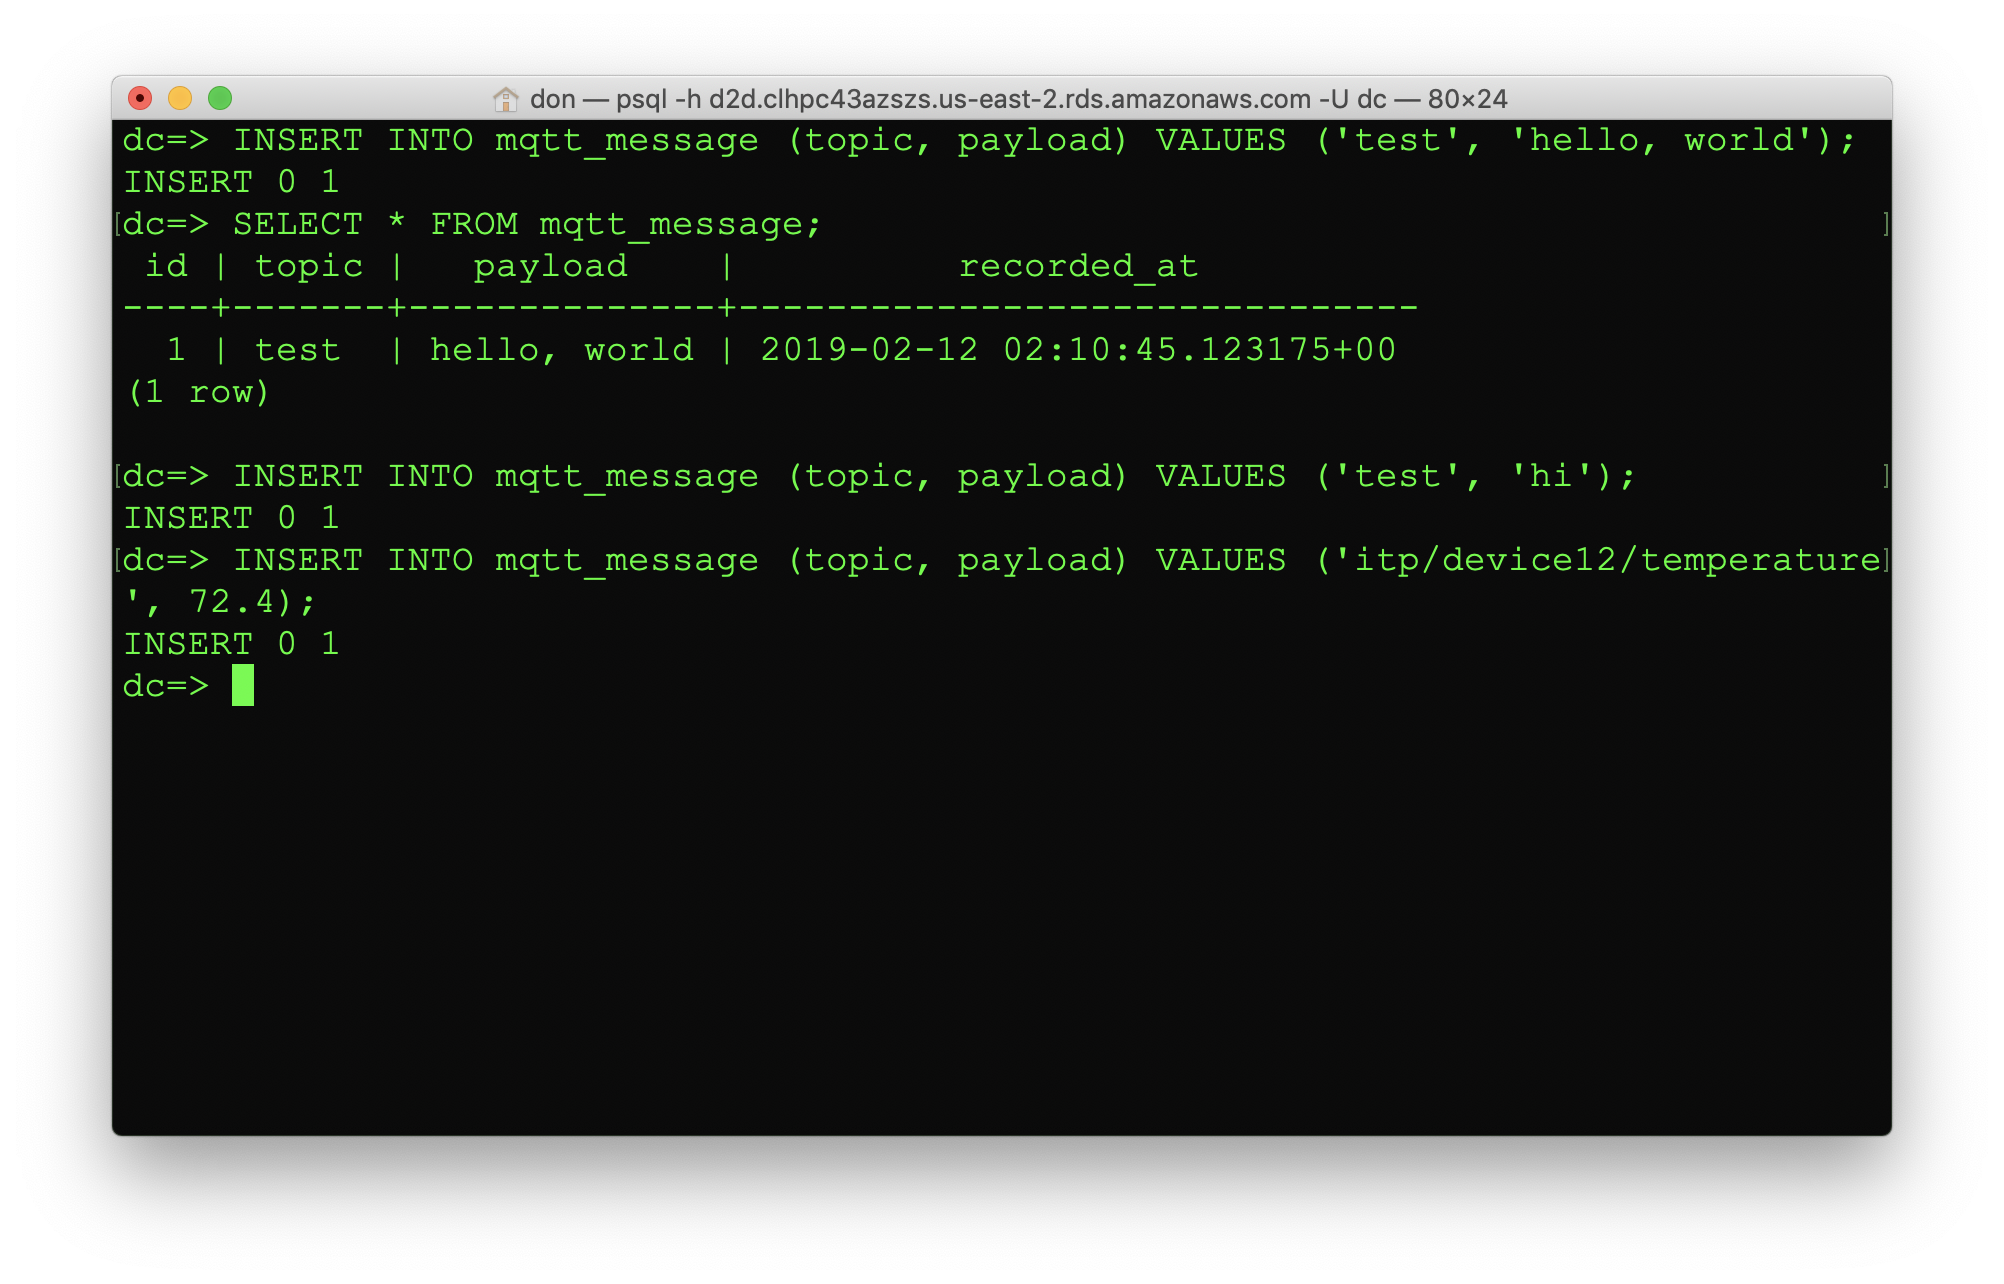 don — psql -h d2d.clhpc43azszs.us-east-2.rds.amazonaws.com -U dc — 80×24
dc=> INSERT INTO mqtt_message (topic, payload) VALUES ('test', 'hello, world');
INSERT 0 1
[dc=> SELECT * FROM mqtt_message; ]
 id | topic |   payload    |          recorded_at
----+-------+--------------+-------------------------------
  1 | test  | hello, world | 2019-02-12 02:10:45.123175+00
(1 row)
[dc=> INSERT INTO mqtt_message (topic, payload) VALUES ('test', 'hi'); ]
INSERT 0 1
[dc=> INSERT INTO mqtt_message (topic, payload) VALUES ('itp/device12/temperature]
', 72.4);
INSERT 0 1
dc=>